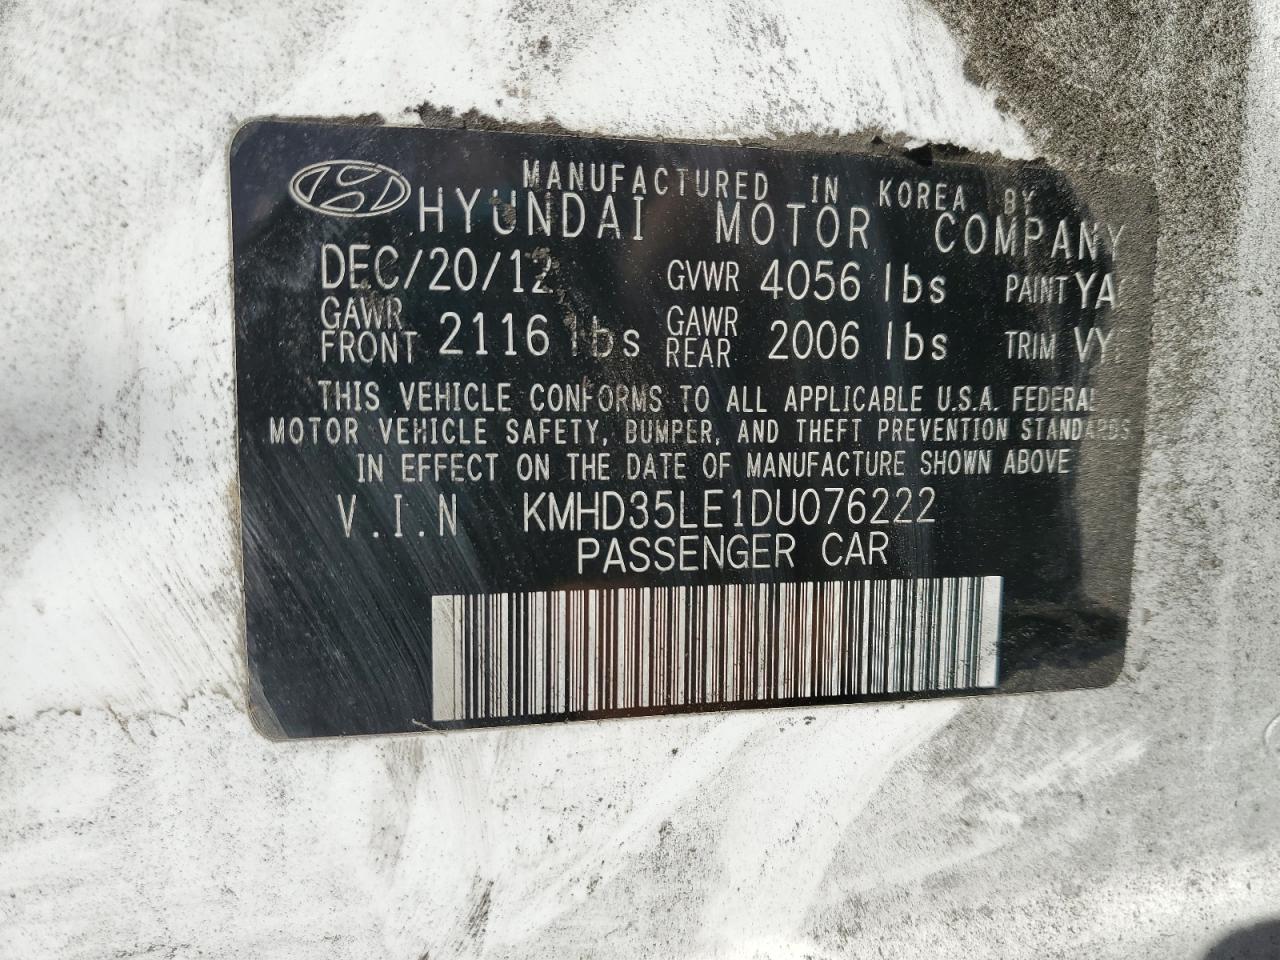 MANUFACTURED IN KOREA BY
HYUNDAI MOTOR COMPANY
DEC/20/12 GVWR 4056 lbs PAINT
GAWR FRONT 2116 lbs GAWR REAR 2006 lbs TRIM
THIS VEHICLE CONFORMS TO ALL APPLICABLE U.S.A. FEDERAL
MOTOR VEHICLE SAFETY, BUMPER, AND THEFT PREVENTION STANDARDS
IN EFFECT ON THE DATE OF MANUFACTURE SHOWN ABOVE
V.I.N KMHD35LE1DU076222
PASSENGER CAR